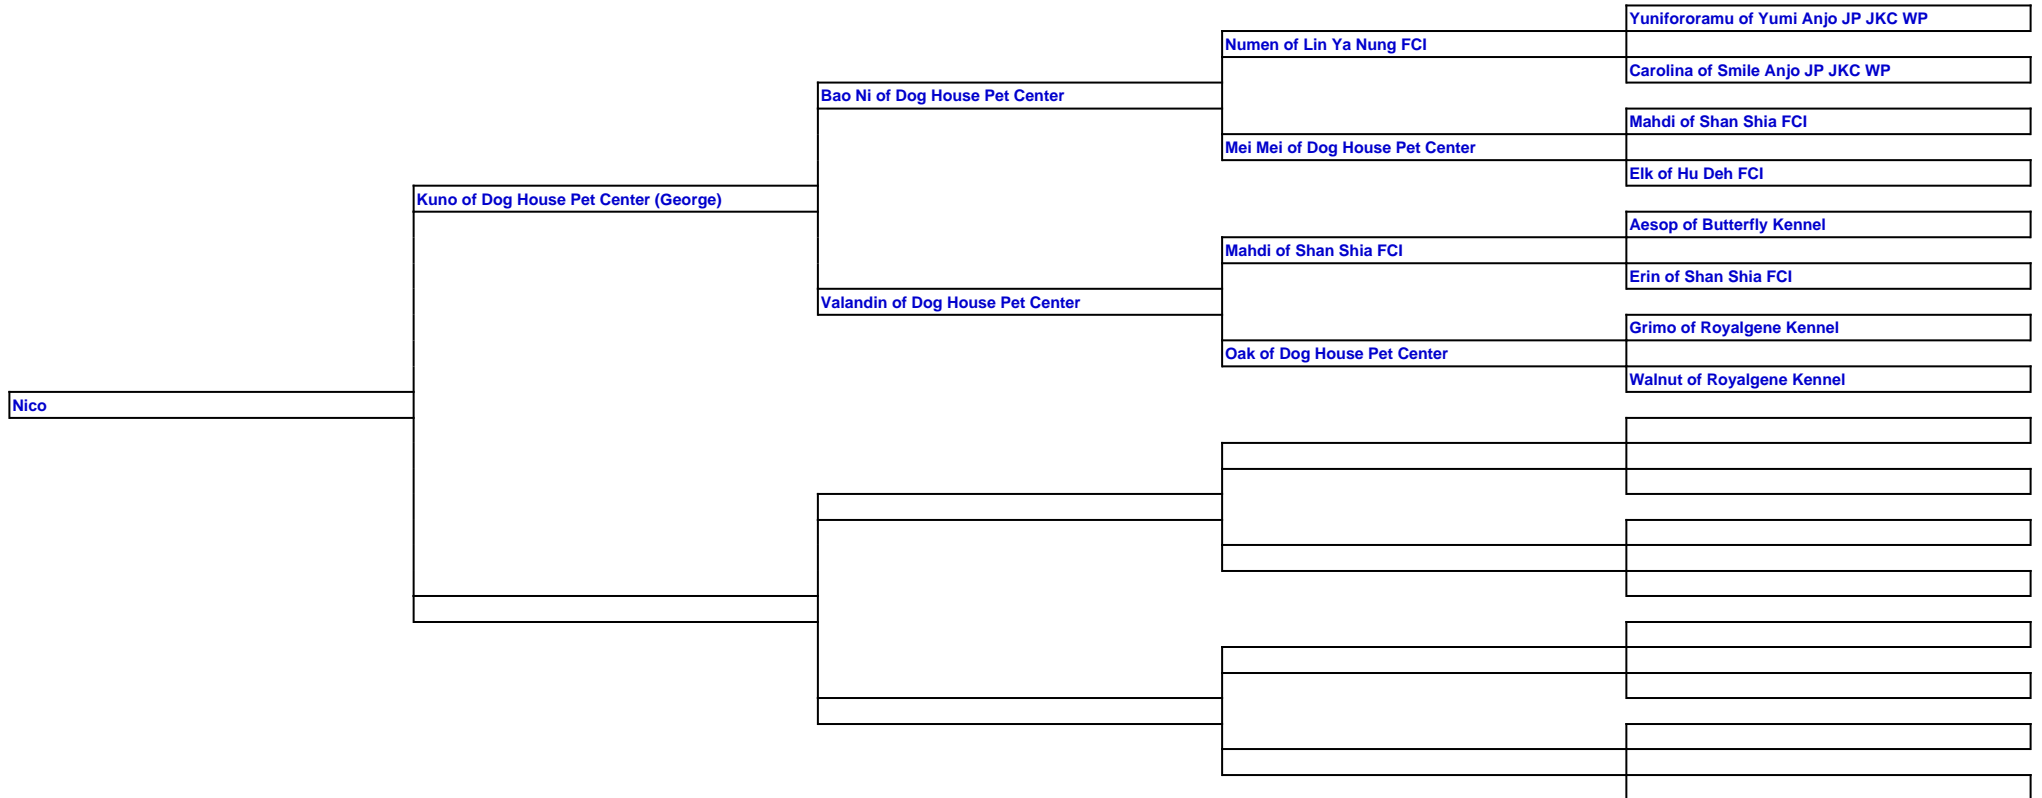 Yunifororamu of Yumi Anjo JP JKC WP
Numen of Lin Ya Nung FCI
Carolina of Smile Anjo JP JKC WP
Bao Ni of Dog House Pet Center
Mahdi of Shan Shia FCI
Mei Mei of Dog House Pet Center
Elk of Hu Deh FCI
Kuno of Dog House Pet Center (George)
Aesop of Butterfly Kennel
Mahdi of Shan Shia FCI
Erin of Shan Shia FCI
Valandin of Dog House Pet Center
Grimo of Royalgene Kennel
Oak of Dog House Pet Center
Walnut of Royalgene Kennel
Nico